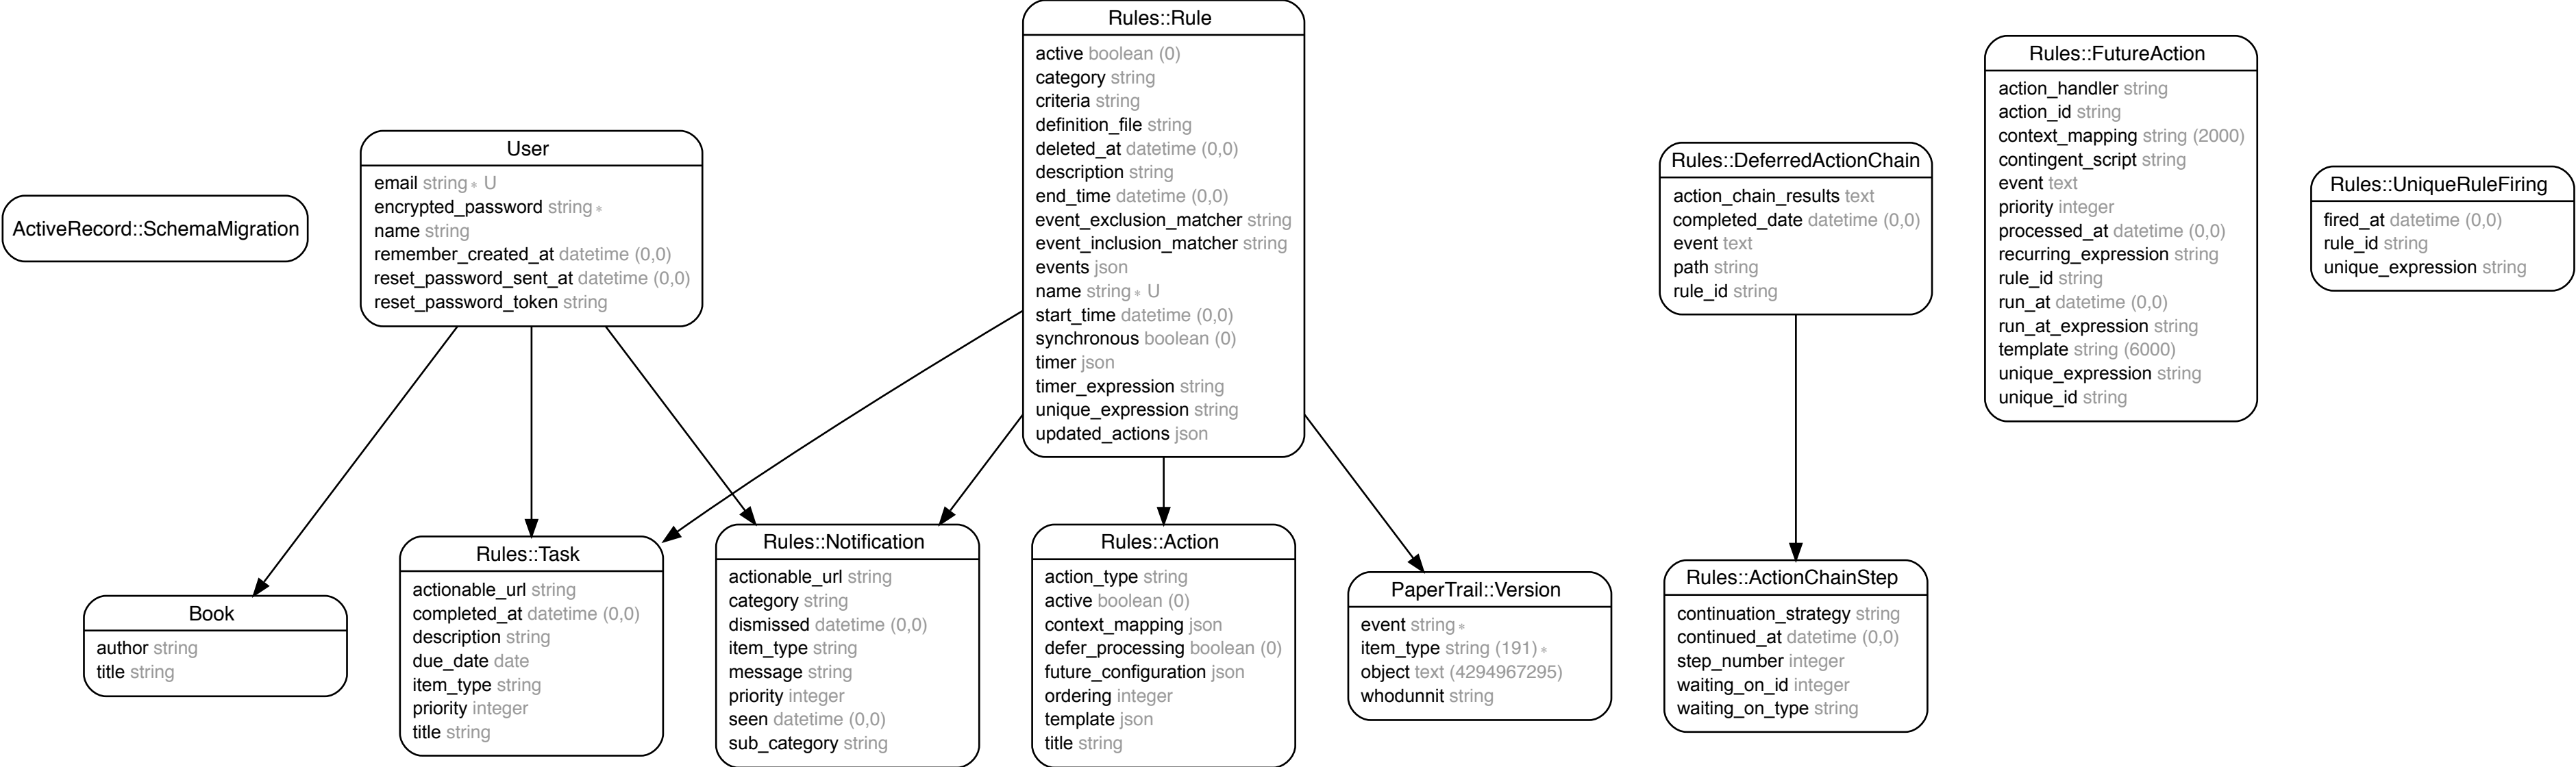 ActiveRecord::SchemaMigration
User
email string∗ U
encrypted_password string∗
name string
remember_created_at datetime (0,0)
reset_password_sent_at datetime (0,0)
reset_password_token string
Rules::Rule
active boolean (0)
category string
criteria string
definition_file string
deleted_at datetime (0,0)
description string
end_time datetime (0,0)
event_exclusion_matcher string
event_inclusion_matcher string
events json
name string∗ U
start_time datetime (0,0)
synchronous boolean (0)
timer json
timer_expression string
unique_expression string
updated_actions json
Rules::DeferredActionChain
action_chain_results text
completed_date datetime (0,0)
event text
path string
rule_id string
Rules::FutureAction
action_handler string
action_id string
context_mapping string (2000)
contingent_script string
event text
priority integer
processed_at datetime (0,0)
recurring_expression string
rule_id string
run_at datetime (0,0)
run_at_expression string
template string (6000)
unique_expression string
unique_id string
Rules::UniqueRuleFiring
fired_at datetime (0,0)
rule_id string
unique_expression string
Book
author string
title string
Rules::Task
actionable_url string
completed_at datetime (0,0)
description string
due_date date
item_type string
priority integer
title string
Rules::Notification
actionable_url string
category string
dismissed datetime (0,0)
item_type string
message string
priority integer
seen datetime (0,0)
sub_category string
Rules::Action
action_type string
active boolean (0)
context_mapping json
defer_processing boolean (0)
future_configuration json
ordering integer
template json
title string
PaperTrail::Version
event string∗
item_type string (191)∗
object text (4294967295)
whodunnit string
Rules::ActionChainStep
continuation_strategy string
continued_at datetime (0,0)
step_number integer
waiting_on_id integer
waiting_on_type string